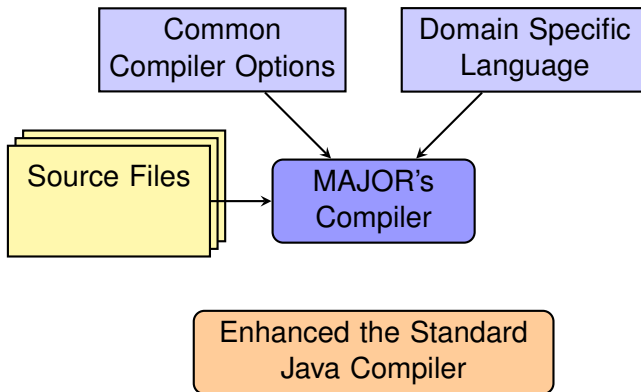 Common
Compiler Options
Domain Specific
Language
Source Files
MAJOR's
Compiler
Enhanced the Standard
Java Compiler